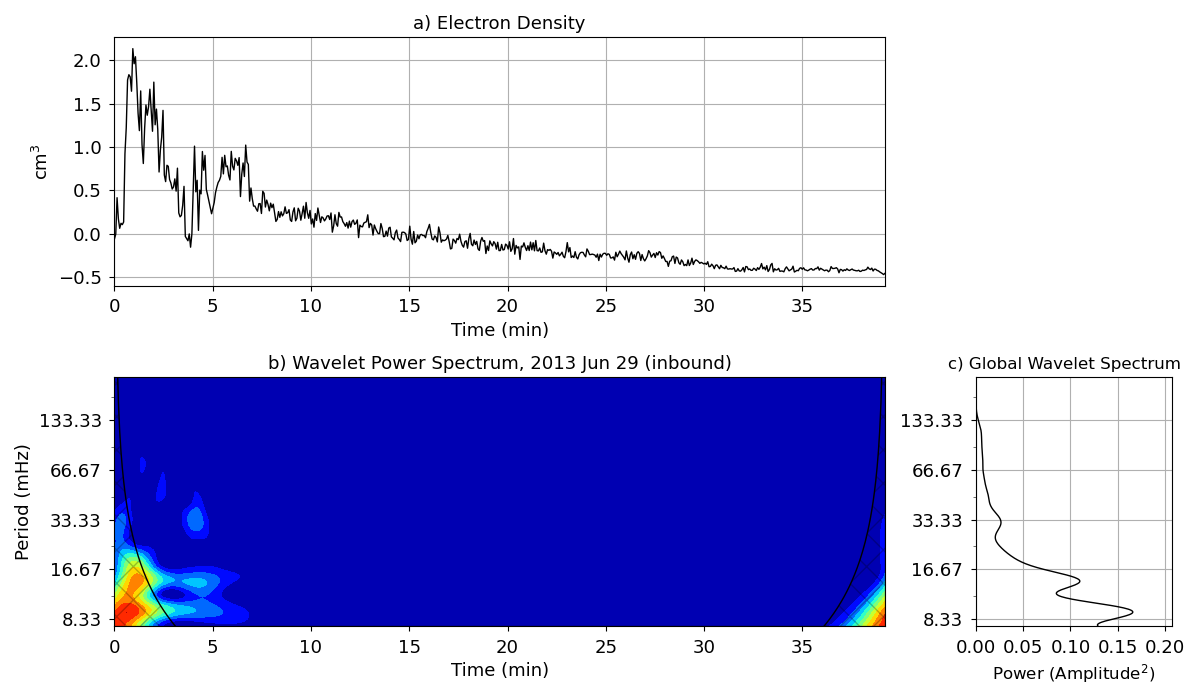 a) Electron Density
2.0
1.5
1.0
0.5
0.0
−0.5
cm³
0 5 10 15 20 25 30 35
Time (min)
b) Wavelet Power Spectrum, 2013 Jun 29 (inbound)
133.33
66.67
33.33
16.67
8.33
Period (mHz)
0 5 10 15 20 25 30 35
Time (min)
c) Global Wavelet Spectrum
133.33
66.67
33.33
16.67
8.33
0.00 0.05 0.10 0.15 0.20
Power (Amplitude²)